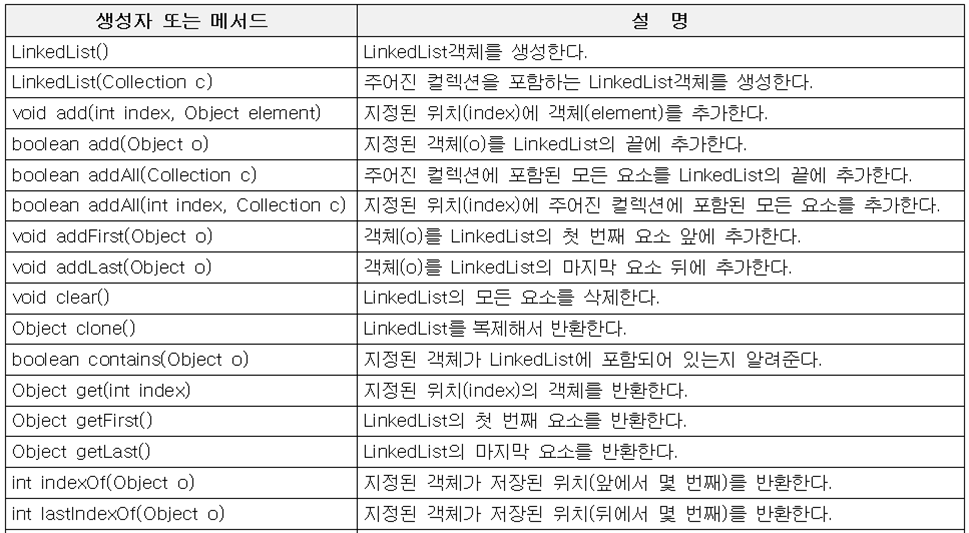 생성자 또는 메서드 설 명
LinkedList() LinkedList객체를 생성한다.
LinkedList(Collection c) 주어진 컬렉션을 포함하는 LinkedList객체를 생성한다.
void add(int index, Object element) 지정된 위치(index)에 객체(element)를 추가한다.
boolean add(Object o) 지정된 객체(o)를 LinkedList의 끝에 추가한다.
boolean addAll(Collection c) 주어진 컬렉션에 포함된 모든 요소를 LinkedList의 끝에 추가한다.
boolean addAll(int index, Collection c) 지정된 위치(index)에 주어진 컬렉션에 포함된 모든 요소를 추가한다.
void addFirst(Object o) 객체(o)를 LinkedList의 첫 번째 요소 앞에 추가한다.
void addLast(Object o) 객체(o)를 LinkedList의 마지막 요소 뒤에 추가한다.
void clear() LinkedList의 모든 요소를 삭제한다.
Object clone() LinkedList를 복제해서 반환한다.
boolean contains(Object o) 지정된 객체가 LinkedList에 포함되어 있는지 알려준다.
Object get(int index) 지정된 위치(index)의 객체를 반환한다.
Object getFirst() LinkedList의 첫 번째 요소를 반환한다.
Object getLast() LinkedList의 마지막 요소를 반환한다.
int indexOf(Object o) 지정된 객체가 저장된 위치(앞에서 몇 번째)를 반환한다.
int lastIndexOf(Object o) 지정된 객체가 저장된 위치(뒤에서 몇 번째)를 반환한다.